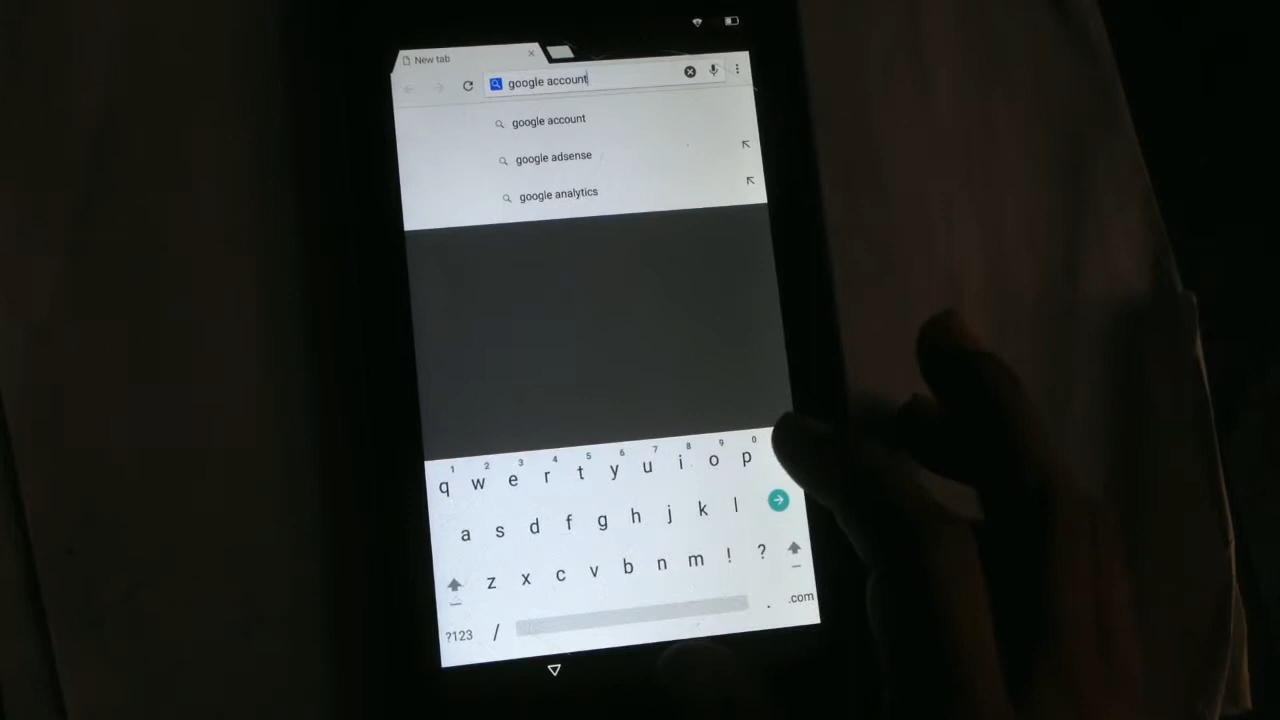 New tab
google account
google account
google adsense
google analytics
1 2 3 4 5 6 7 8 9 0
q w e r t y u i o p
a s d f g h j k l
z x c v b n m ! ?
?123 / . .com